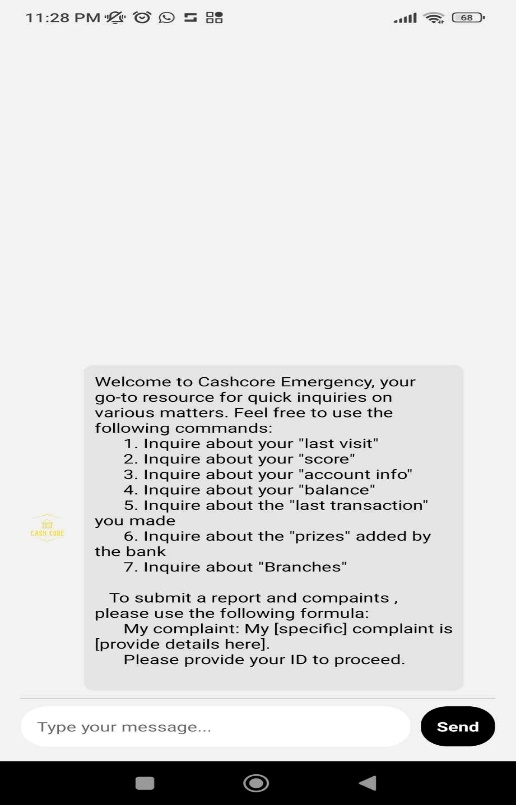 11:28 PM
68
Welcome to Cashcore Emergency, your
go-to resource for quick inquiries on
various matters. Feel free to use the
following commands:
1. Inquire about your "last visit"
2. Inquire about your "score"
3. Inquire about your "account info"
4. Inquire about your "balance"
5. Inquire about the "last transaction"
you made
6. Inquire about the "prizes" added by
the bank
7. Inquire about "Branches"
To submit a report and compaints ,
please use the following formula:
My complaint: My [specific] complaint is
[provide details here].
Please provide your ID to proceed.
CASH CORE
Type your message...
Send